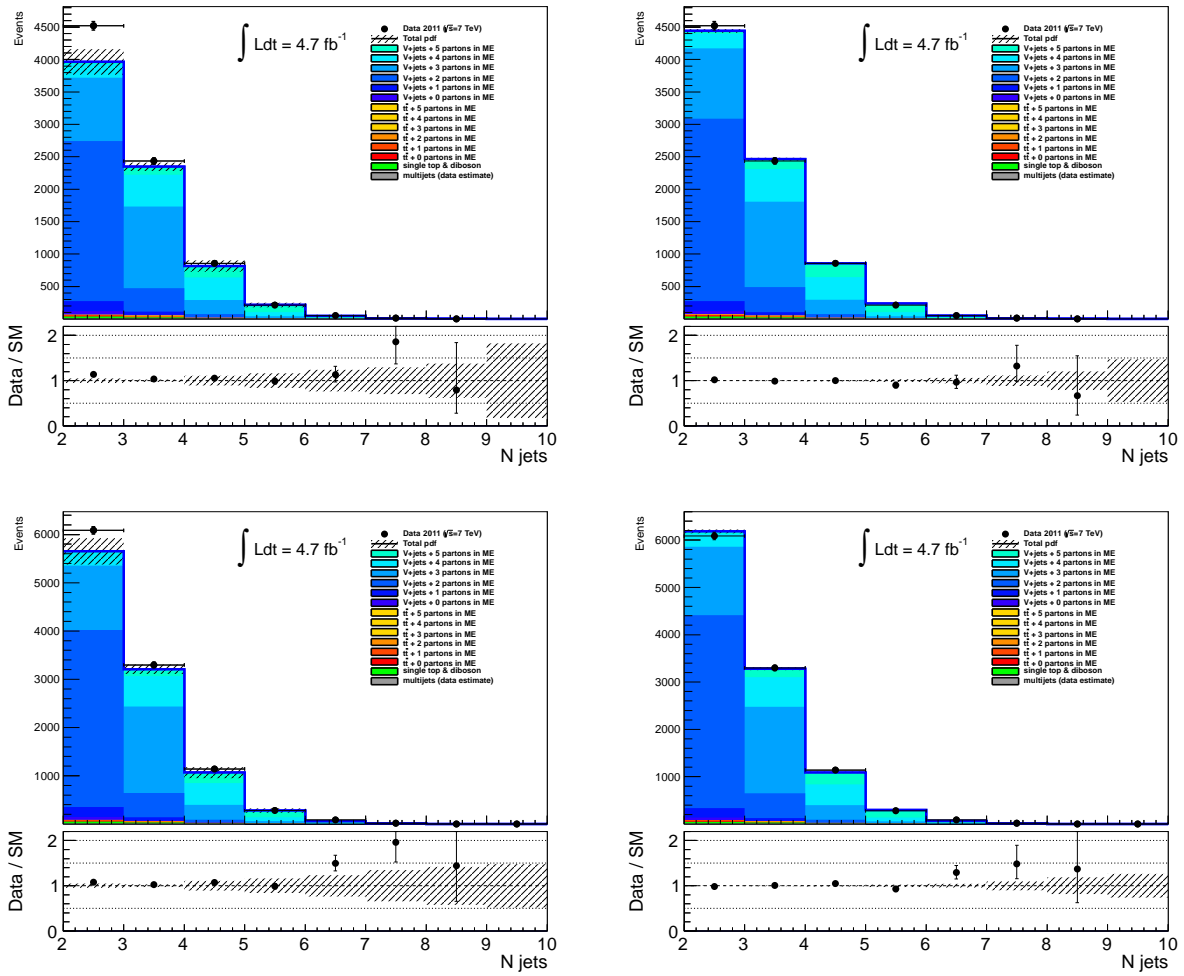 Events
4500
4000
3500
3000
2500
2000
1500
1000
500
∫ Ldt = 4.7 fb-1
Data 2011 (√s=7 TeV)
Total pdf
V+jets + 5 partons in ME
V+jets + 4 partons in ME
V+jets + 3 partons in ME
V+jets + 2 partons in ME
V+jets + 1 partons in ME
V+jets + 0 partons in ME
tt̄ + 5 partons in ME
tt̄ + 4 partons in ME
tt̄ + 3 partons in ME
tt̄ + 2 partons in ME
tt̄ + 1 partons in ME
tt̄ + 0 partons in ME
single top & diboson
multijets (data estimate)
Data / SM
2
1
0
2 3 4 5 6 7 8 9 10
N jets
Events
4500
4000
3500
3000
2500
2000
1500
1000
500
∫ Ldt = 4.7 fb-1
Data 2011 (√s=7 TeV)
Total pdf
V+jets + 5 partons in ME
V+jets + 4 partons in ME
V+jets + 3 partons in ME
V+jets + 2 partons in ME
V+jets + 1 partons in ME
V+jets + 0 partons in ME
tt̄ + 5 partons in ME
tt̄ + 4 partons in ME
tt̄ + 3 partons in ME
tt̄ + 2 partons in ME
tt̄ + 1 partons in ME
tt̄ + 0 partons in ME
single top & diboson
multijets (data estimate)
Data / SM
2
1
0
2 3 4 5 6 7 8 9 10
N jets
Events
6000
5000
4000
3000
2000
1000
∫ Ldt = 4.7 fb-1
Data 2011 (√s=7 TeV)
Total pdf
V+jets + 5 partons in ME
V+jets + 4 partons in ME
V+jets + 3 partons in ME
V+jets + 2 partons in ME
V+jets + 1 partons in ME
V+jets + 0 partons in ME
tt̄ + 5 partons in ME
tt̄ + 4 partons in ME
tt̄ + 3 partons in ME
tt̄ + 2 partons in ME
tt̄ + 1 partons in ME
tt̄ + 0 partons in ME
single top & diboson
multijets (data estimate)
Data / SM
2
1
0
2 3 4 5 6 7 8 9 10
N jets
Events
6000
5000
4000
3000
2000
1000
∫ Ldt = 4.7 fb-1
Data 2011 (√s=7 TeV)
Total pdf
V+jets + 5 partons in ME
V+jets + 4 partons in ME
V+jets + 3 partons in ME
V+jets + 2 partons in ME
V+jets + 1 partons in ME
V+jets + 0 partons in ME
tt̄ + 5 partons in ME
tt̄ + 4 partons in ME
tt̄ + 3 partons in ME
tt̄ + 2 partons in ME
tt̄ + 1 partons in ME
tt̄ + 0 partons in ME
single top & diboson
multijets (data estimate)
Data / SM
2
1
0
2 3 4 5 6 7 8 9 10
N jets